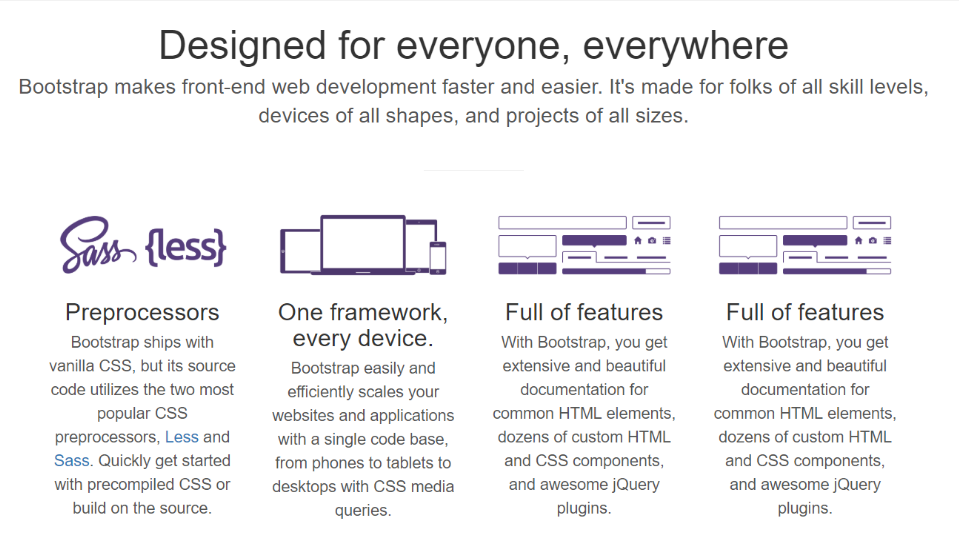 Designed for everyone, everywhere
Bootstrap makes front-end web development faster and easier. It's made for folks of all skill levels,
devices of all shapes, and projects of all sizes.
Sass {less}
Preprocessors
Bootstrap ships with
vanilla CSS, but its source
code utilizes the two most
popular CSS
preprocessors, Less and
Sass. Quickly get started
with precompiled CSS or
build on the source.
One framework,
every device.
Bootstrap easily and
efficiently scales your
websites and applications
with a single code base,
from phones to tablets to
desktops with CSS media
queries.
Full of features
With Bootstrap, you get
extensive and beautiful
documentation for
common HTML elements,
dozens of custom HTML
and CSS components,
and awesome jQuery
plugins.
Full of features
With Bootstrap, you get
extensive and beautiful
documentation for
common HTML elements,
dozens of custom HTML
and CSS components,
and awesome jQuery
plugins.